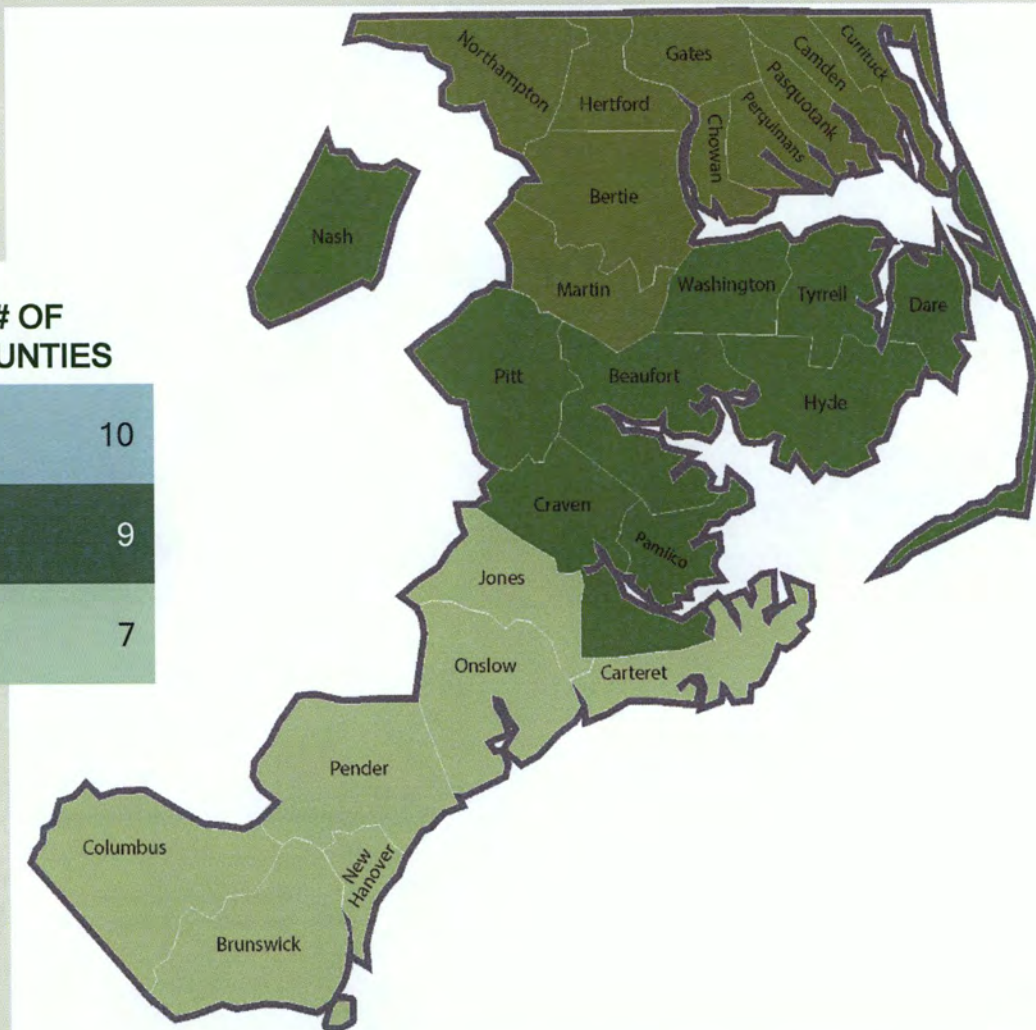 Northampton
Hertford
Gates
Camden
Currituck
Pasquotank
Perquimans
Chowan
Bertie
Martin
Nash
Washington
Tyrrell
Dare
# OF
UNTIES
10
9
7
Pitt
Beaufort
Hyde
Craven
Pamlico
Jones
Onslow
Carteret
Pender
Columbus
New
Hanover
Brunswick